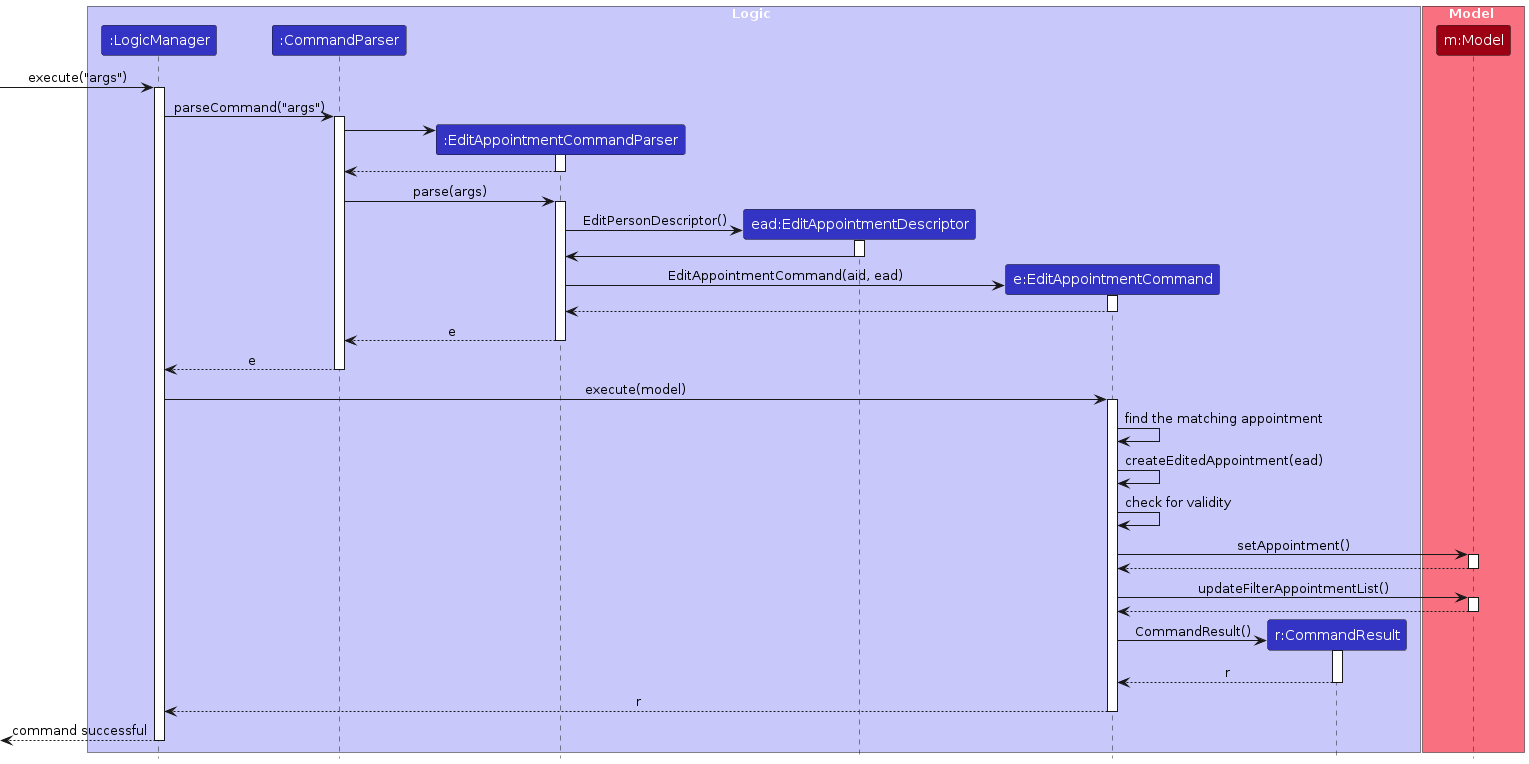 Logic
Model
:LogicManager
:CommandParser
m:Model
execute("args")
parseCommand("args")
:EditAppointmentCommandParser
parse(args)
EditPersonDescriptor()
ead:EditAppointmentDescriptor
EditAppointmentCommand(aid, ead)
e:EditAppointmentCommand
e
e
execute(model)
find the matching appointment
createEditedAppointment(ead)
check for validity
setAppointment()
updateFilterAppointmentList()
CommandResult()
r:CommandResult
r
r
command successful